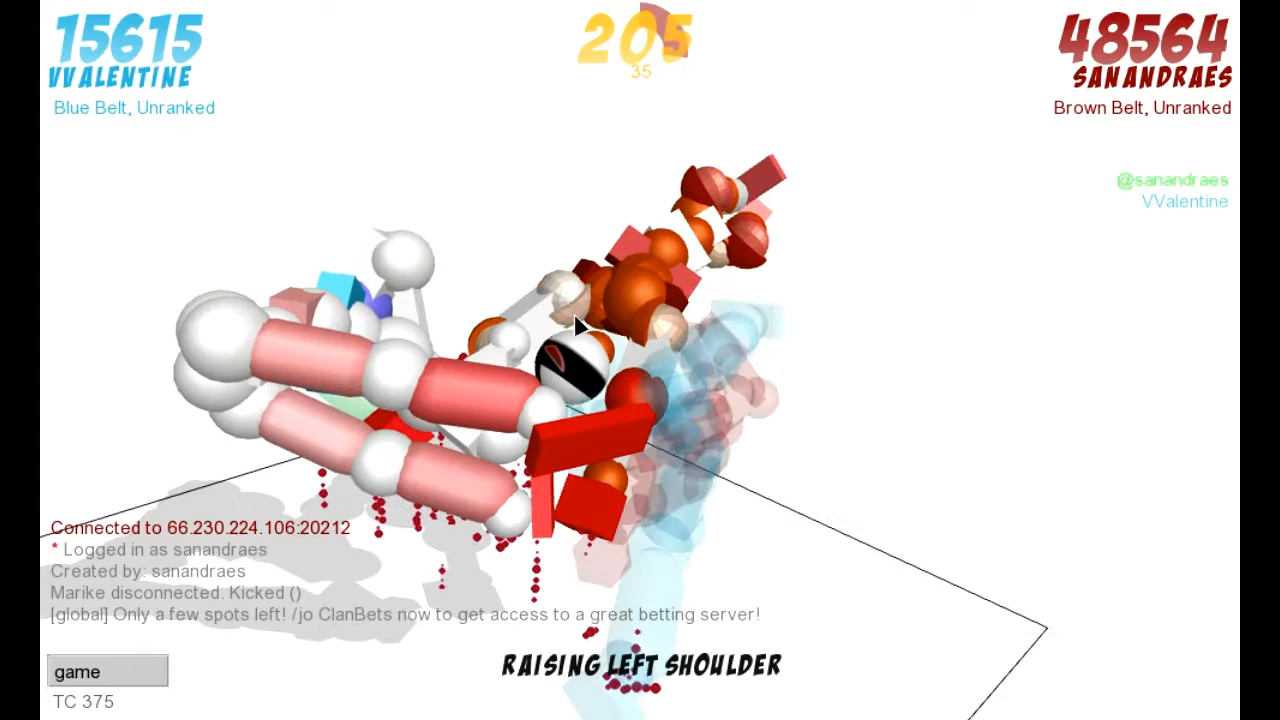 15615
VVALENTINE
Blue Belt, Unranked
205
35
48564
SANANDRAES
Brown Belt, Unranked
@sanandraes
VValentine
Connected to 66.230.224.106:20212
* Logged in as sanandraes
Created by: sanandraes
Marike disconnected. Kicked ()
[global] Only a few spots left! /jo ClanBets now to get access to a great betting server!
RAISING LEFT SHOULDER
game
TC 375